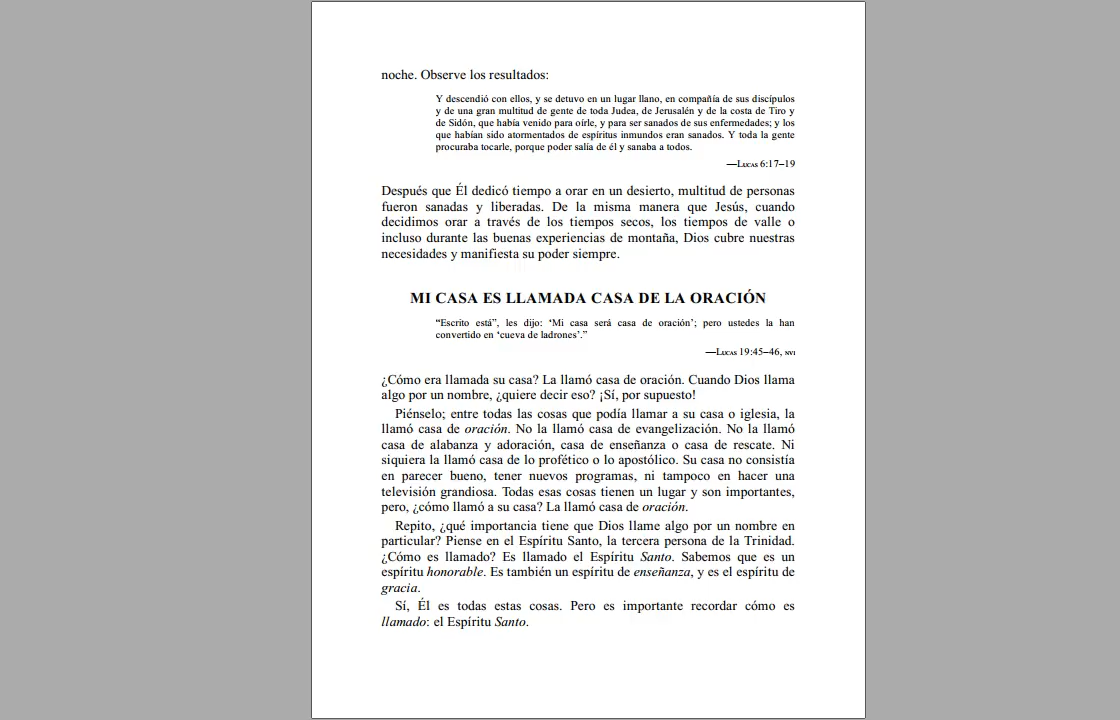 noche. Observe los resultados:
Y descendió con ellos, y se detuvo en un lugar llano, en compañía de sus discípulos
y de una gran multitud de gente de toda Judea, de Jerusalén y de la costa de Tiro y
de Sidón, que había venido para oírle, y para ser sanados de sus enfermedades; y los
que habían sido atormentados de espíritus inmundos eran sanados. Y toda la gente
procuraba tocarle, porque poder salía de él y sanaba a todos.
—Lucas 6:17–19
Después que Él dedicó tiempo a orar en un desierto, multitud de personas
fueron sanadas y liberadas. De la misma manera que Jesús, cuando
decidimos orar a través de los tiempos secos, los tiempos de valle o
incluso durante las buenas experiencias de montaña, Dios cubre nuestras
necesidades y manifiesta su poder siempre.
MI CASA ES LLAMADA CASA DE LA ORACIÓN
“Escrito está”, les dijo: ‘Mi casa será casa de oración’; pero ustedes la han
convertido en ‘cueva de ladrones’.”
—Lucas 19:45–46, NVI
¿Cómo era llamada su casa? La llamó casa de oración. Cuando Dios llama
algo por un nombre, ¿quiere decir eso? ¡Sí, por supuesto!
Piénselo; entre todas las cosas que podía llamar a su casa o iglesia, la
llamó casa de oración. No la llamó casa de evangelización. No la llamó
casa de alabanza y adoración, casa de enseñanza o casa de rescate. Ni
siquiera la llamó casa de lo profético o lo apostólico. Su casa no consistía
en parecer bueno, tener nuevos programas, ni tampoco en hacer una
televisión grandiosa. Todas esas cosas tienen un lugar y son importantes,
pero, ¿cómo llamó a su casa? La llamó casa de oración.
Repito, ¿qué importancia tiene que Dios llame algo por un nombre en
particular? Piense en el Espíritu Santo, la tercera persona de la Trinidad.
¿Cómo es llamado? Es llamado el Espíritu Santo. Sabemos que es un
espíritu honorable. Es también un espíritu de enseñanza, y es el espíritu de
gracia.
Sí, Él es todas estas cosas. Pero es importante recordar cómo es
llamado: el Espíritu Santo.